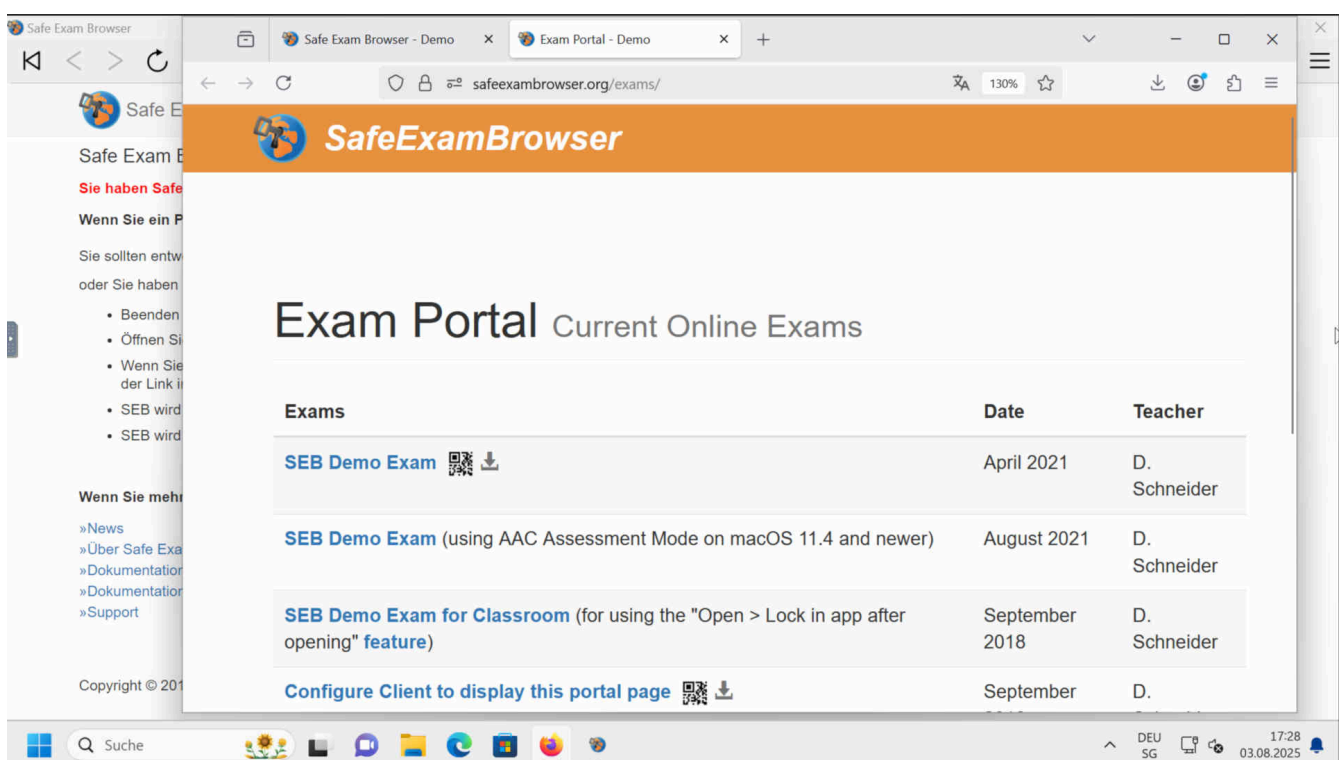 Safe Exam Browser
Safe E
Safe Exam B
Sie haben Safe
Wenn Sie ein P
Sie sollten entw
oder Sie haben
• Beenden
• Öffnen Si
• Wenn Sie
der Link i
• SEB wird
• SEB wird
Wenn Sie mehr
»News
»Über Safe Exa
»Dokumentation
»Dokumentation
»Support
Copyright © 201
Safe Exam Browser - Demo
Exam Portal - Demo
safeexambrowser.org/exams/
130%
SafeExamBrowser
Exam Portal Current Online Exams
Exams Date Teacher
SEB Demo Exam April 2021 D.
Schneider
SEB Demo Exam (using AAC Assessment Mode on macOS 11.4 and newer) August 2021 D.
Schneider
SEB Demo Exam for Classroom (for using the "Open > Lock in app after September D.
opening" feature) 2018 Schneider
Configure Client to display this portal page September D.
Suche
DEU
SG
17:28
03.08.2025